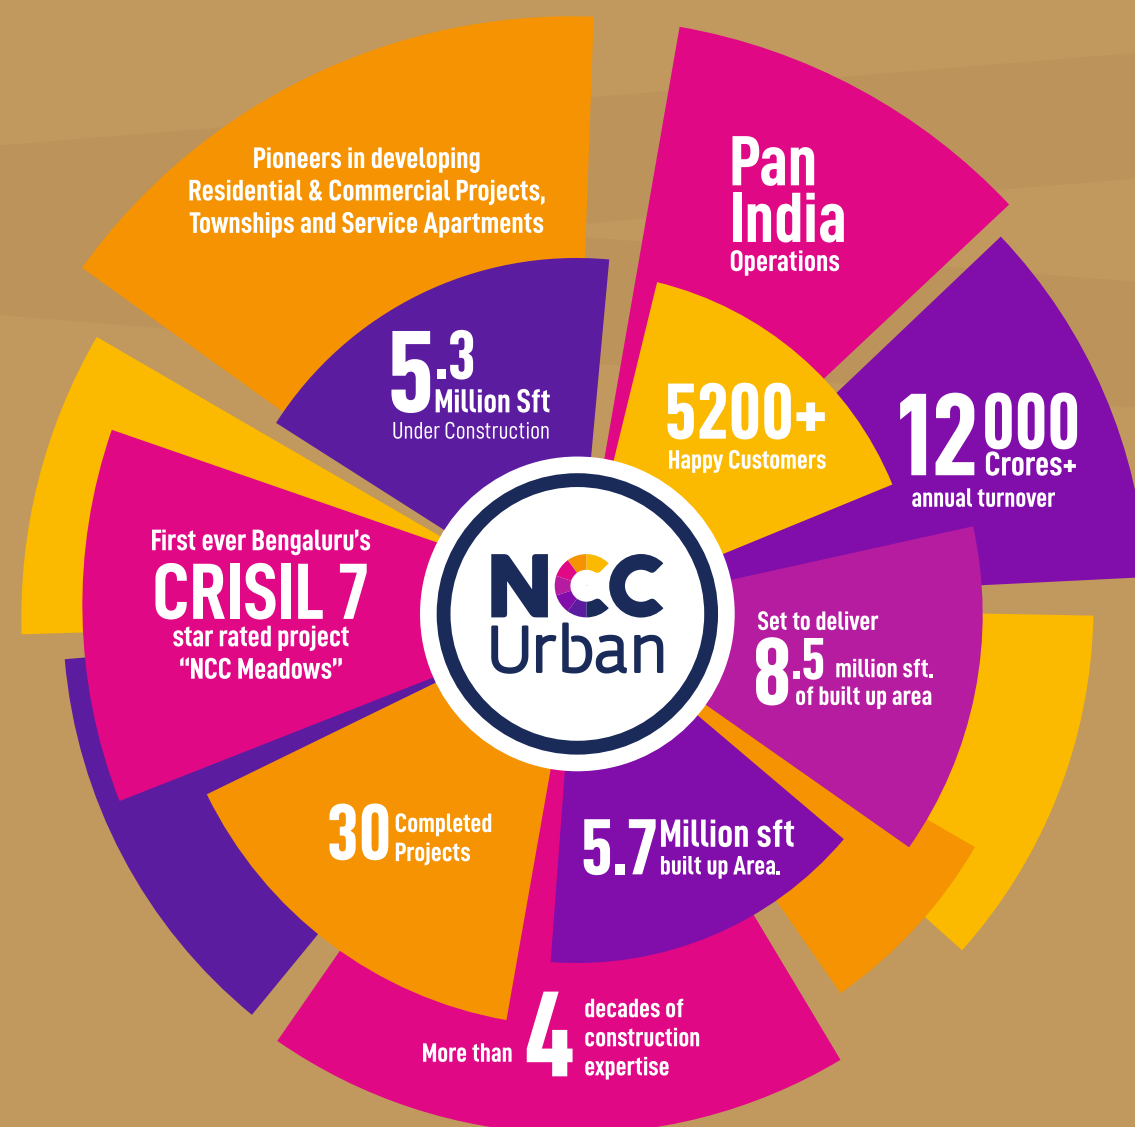 Pioneers in developing
Residential & Commercial Projects,
Townships and Service Apartments
Pan
India
Operations
5.3
Million Sft
Under Construction
5200+
Happy Customers
12000
Crores+
annual turnover
First ever Bengaluru's
CRISIL 7
star rated project
“NCC Meadows”
NCC
Urban
Set to deliver
8.5 million sft.
of built up area
30 Completed
Projects
5.7 Million sft
built up Area.
More than 4 decades of
construction
expertise